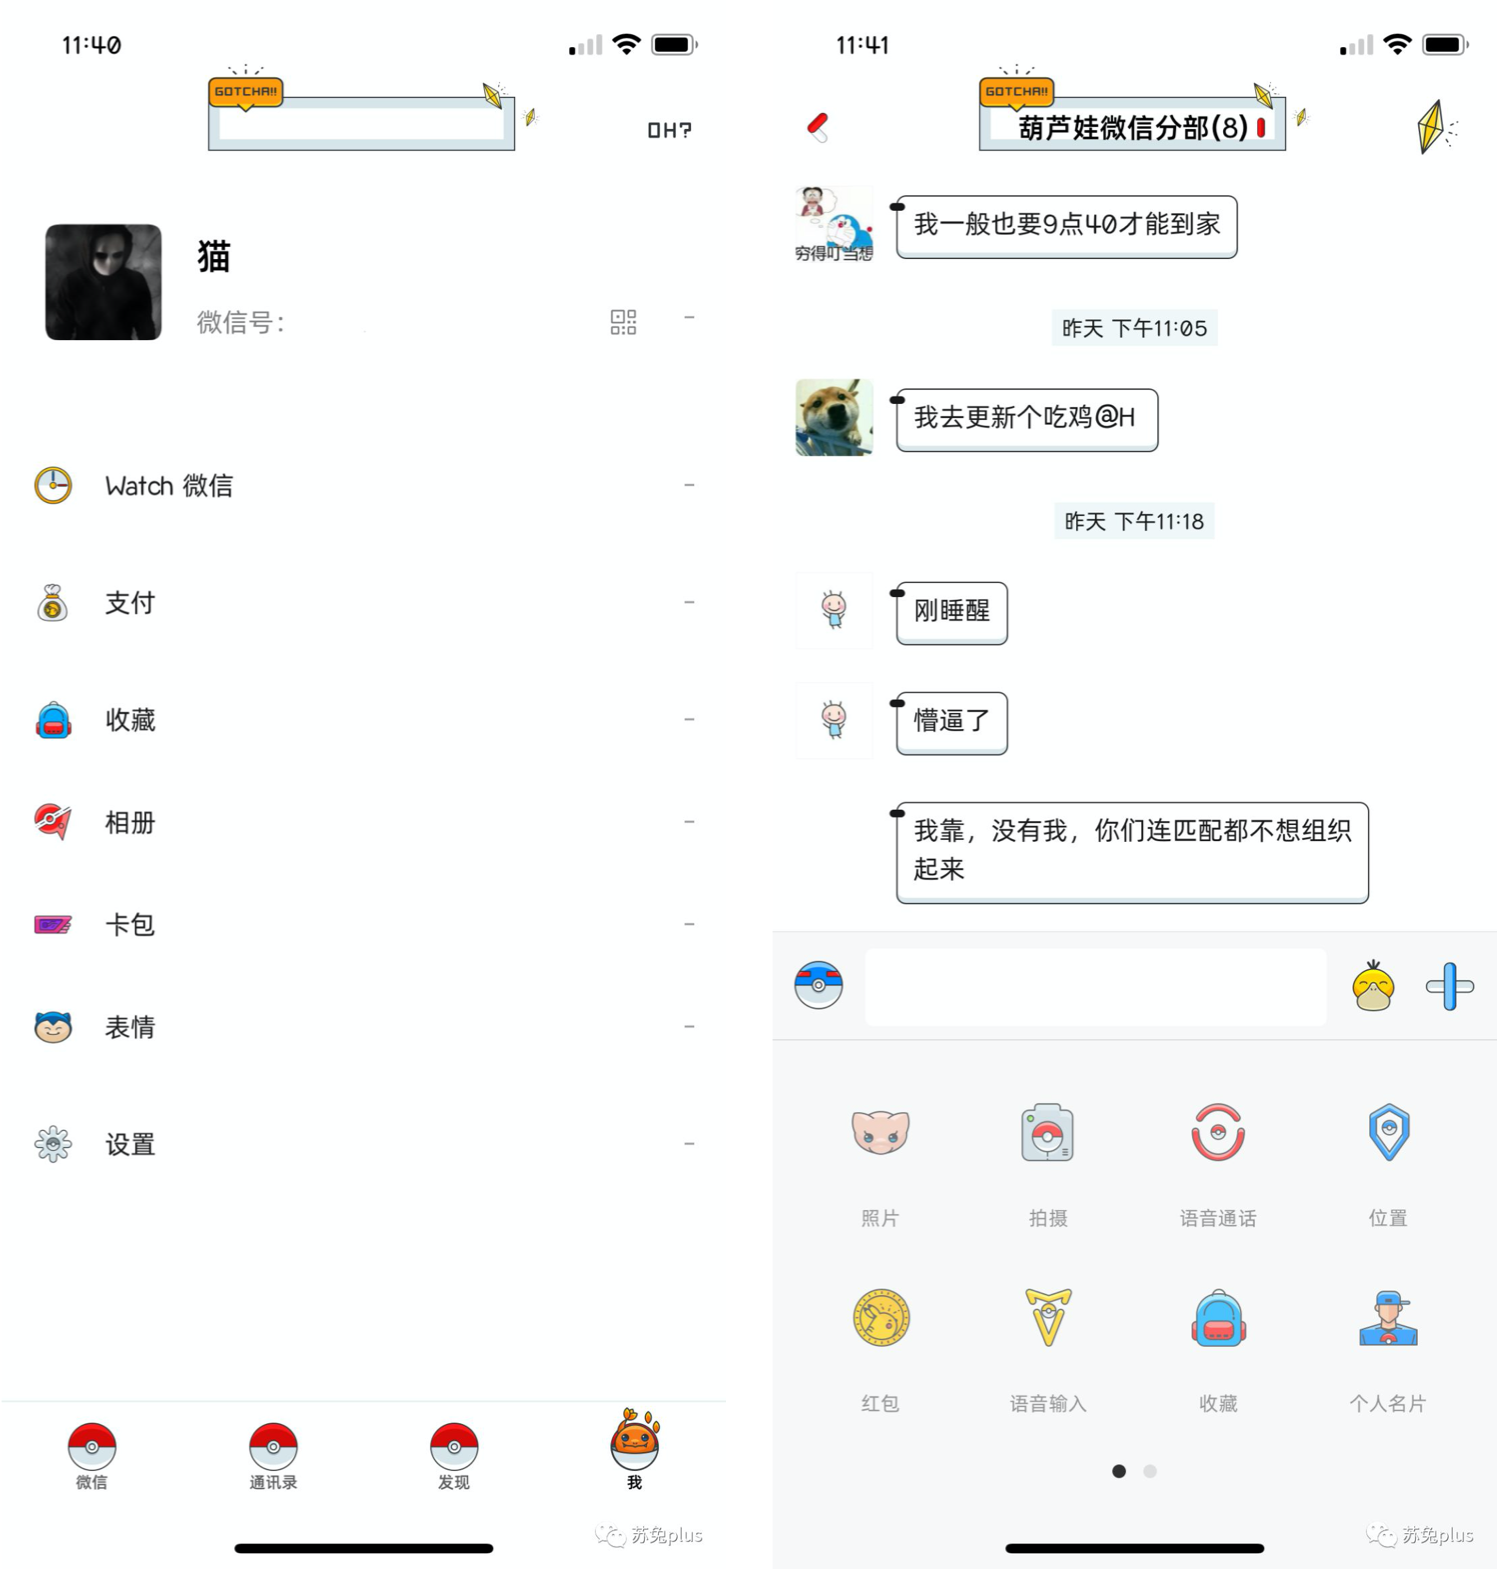 11:40
GOTCHA!!
OH?
猫
微信号:
Watch 微信
支付
收藏
相册
卡包
表情
设置
微信
通讯录
发现
我
苏兔plus
11:41
GOTCHA!!
葫芦娃微信分部(8)
穷得叮当想
我一般也要9点40才能到家
昨天 下午11:05
我去更新个吃鸡@H
昨天 下午11:18
刚睡醒
懵逼了
我靠，没有我，你们连匹配都不想组织
起来
照片
拍摄
语音通话
位置
红包
语音输入
收藏
个人名片
苏兔plus